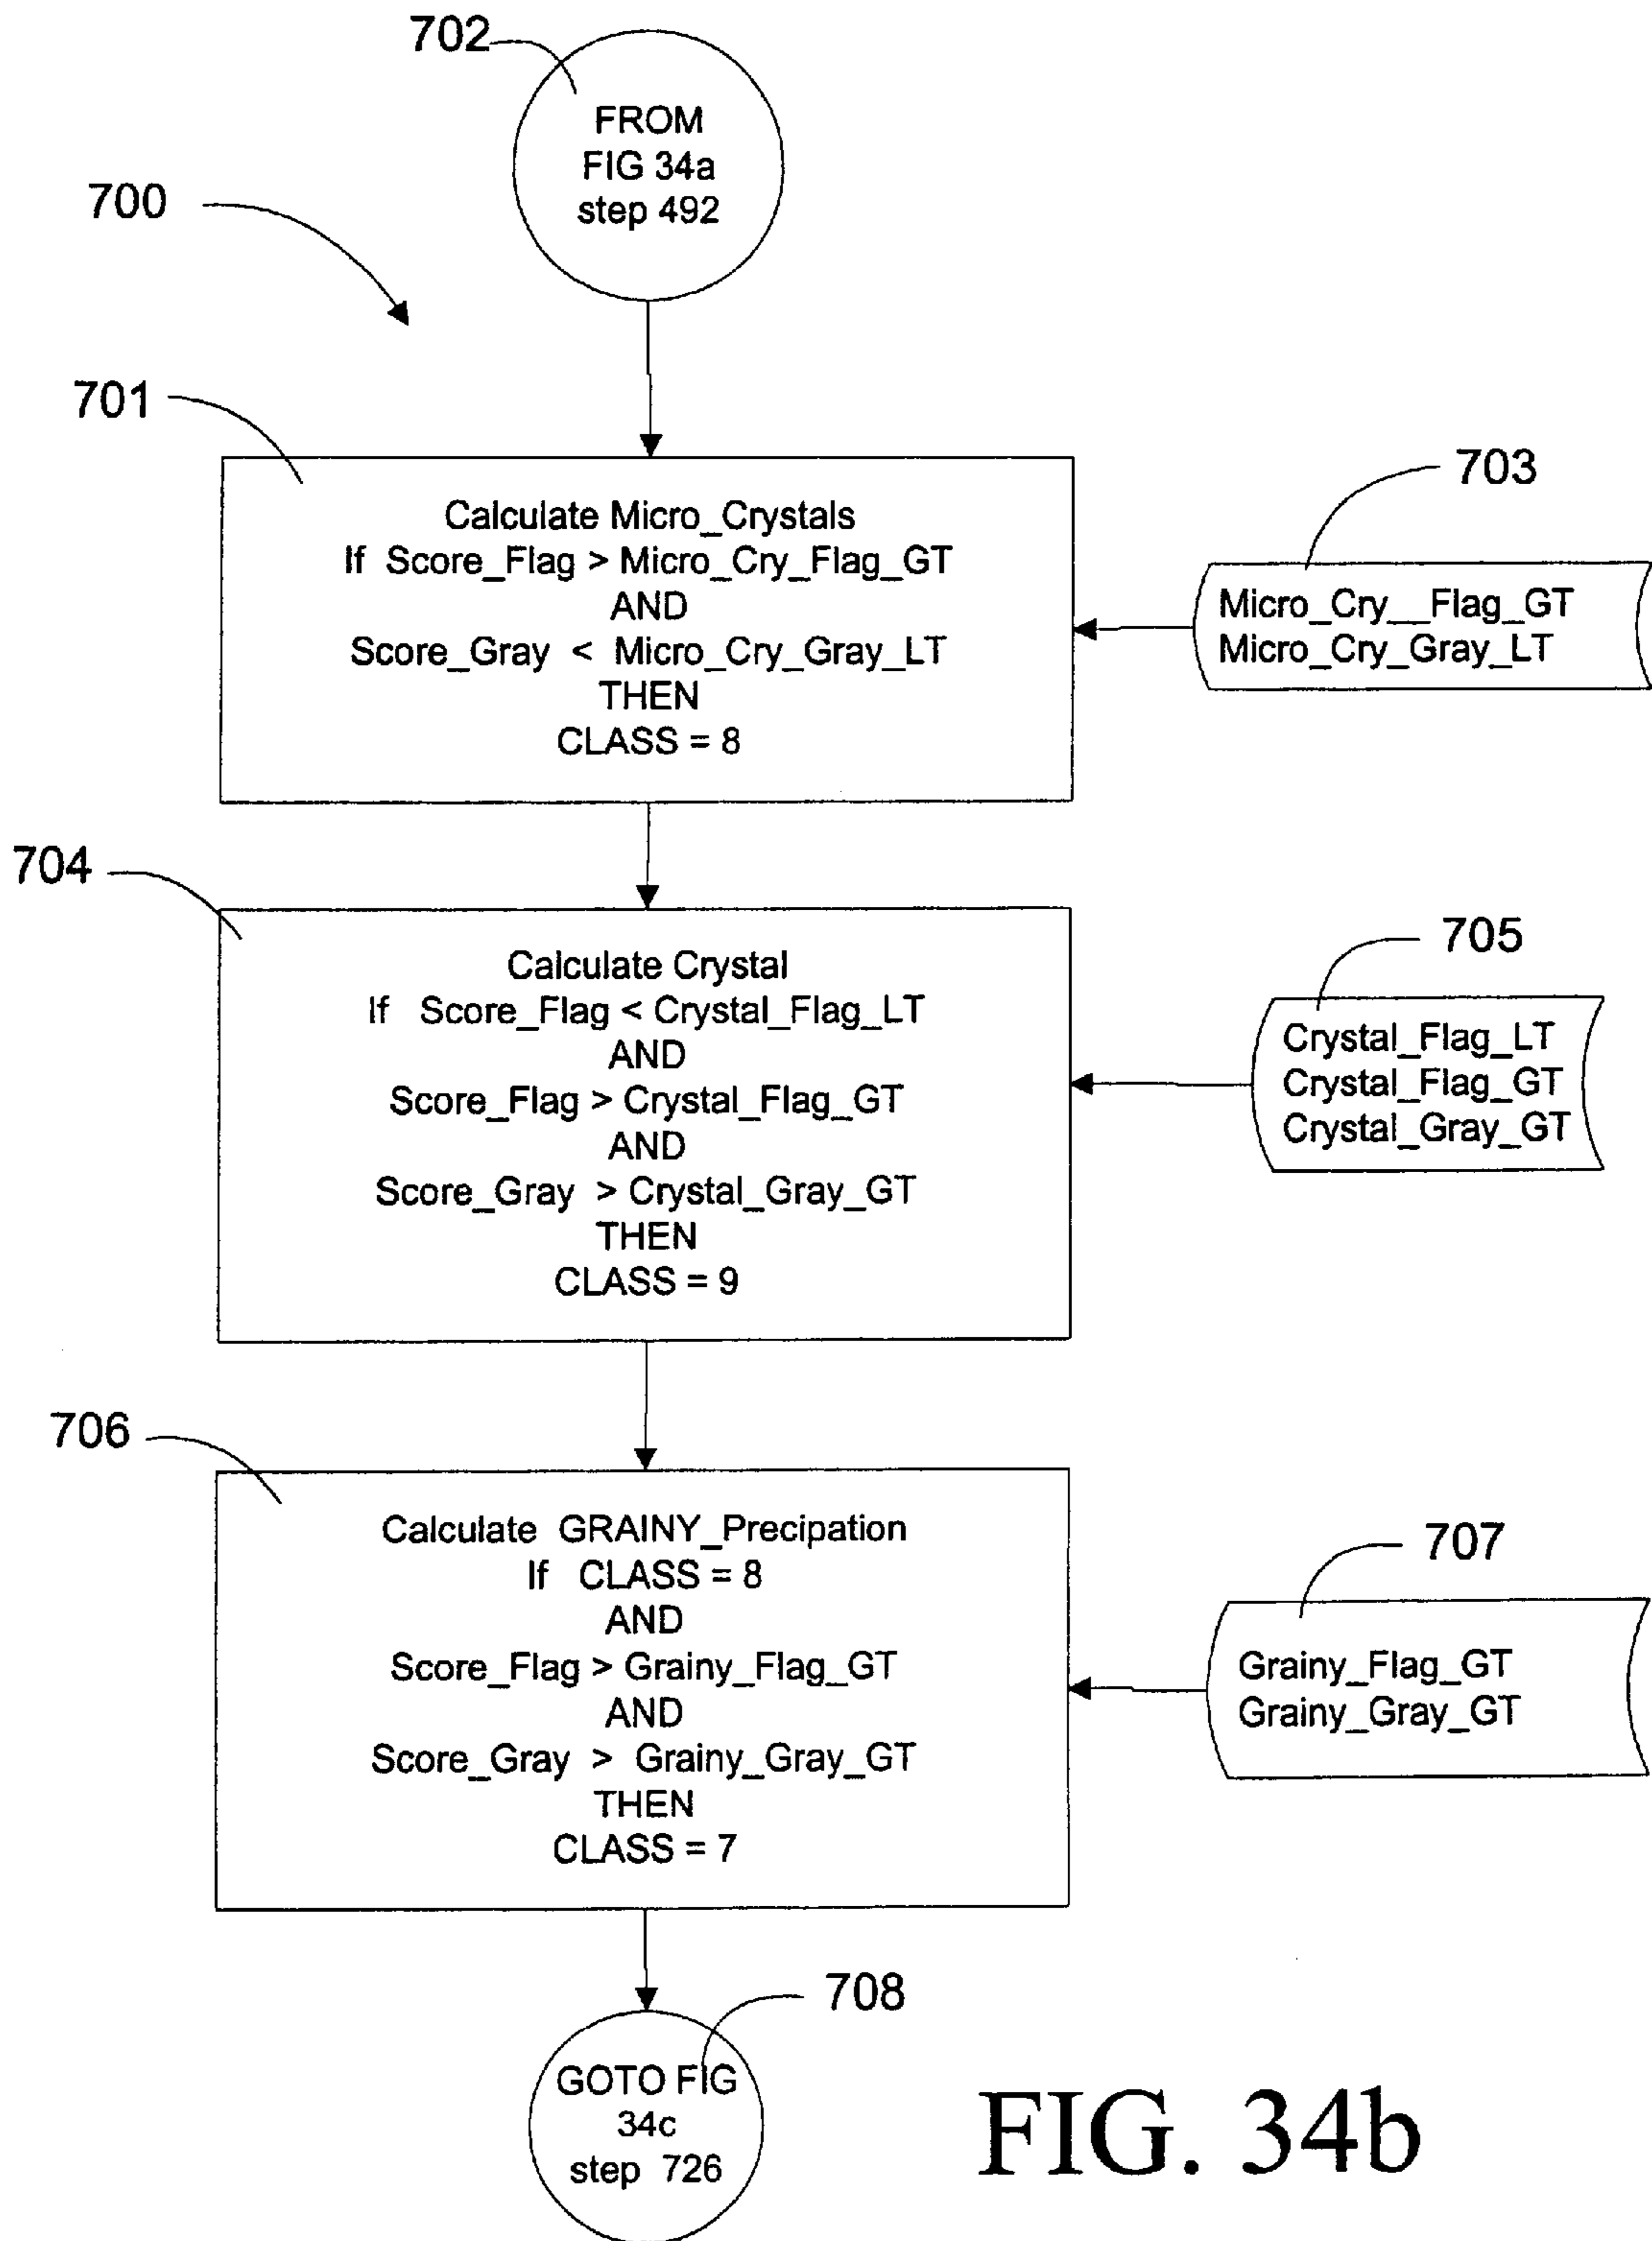 702
FROM
FIG 34a
step 492
700
701
Calculate Micro_Crystals
If Score_Flag > Micro_Cry_Flag_GT
AND
Score_Gray < Micro_Cry_Gray_LT
THEN
CLASS = 8
703
Micro_Cry__Flag_GT
Micro_Cry_Gray_LT
704
Calculate Crystal
If Score_Flag < Crystal_Flag_LT
AND
Score_Flag > Crystal_Flag_GT
AND
Score_Gray > Crystal_Gray_GT
THEN
CLASS = 9
705
Crystal_Flag_LT
Crystal_Flag_GT
Crystal_Gray_GT
706
Calculate GRAINY_Precipation
If CLASS = 8
AND
Score_Flag > Grainy_Flag_GT
AND
Score_Gray > Grainy_Gray_GT
THEN
CLASS = 7
707
Grainy_Flag_GT
Grainy_Gray_GT
708
GOTO FIG
34c
step 726
FIG. 34b